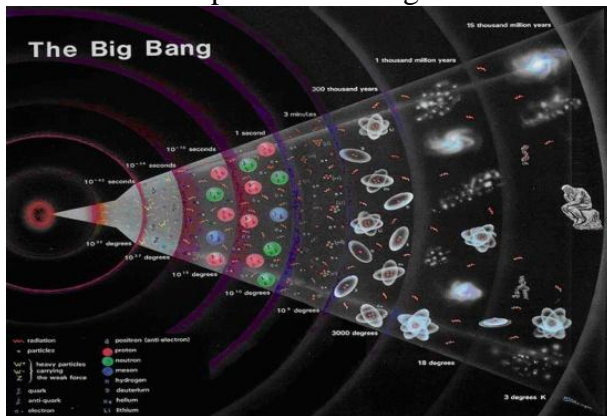 The Big Bang
15 thousand million years
1 thousand million years
300 thousand years
3 minutes
1 second
10⁻¹⁰ seconds
10⁻³⁴ seconds
10⁻⁴³ seconds
10³² degrees
10²⁷ degrees
10¹⁵ degrees
10¹⁰ degrees
10⁹ degrees
3000 degrees
18 degrees
3 degrees K
radiation
particles
heavy particles
carrying
the weak force
quark
anti-quark
electron
positron (anti-electron)
proton
neutron
meson
hydrogen
deuterium
helium
lithium